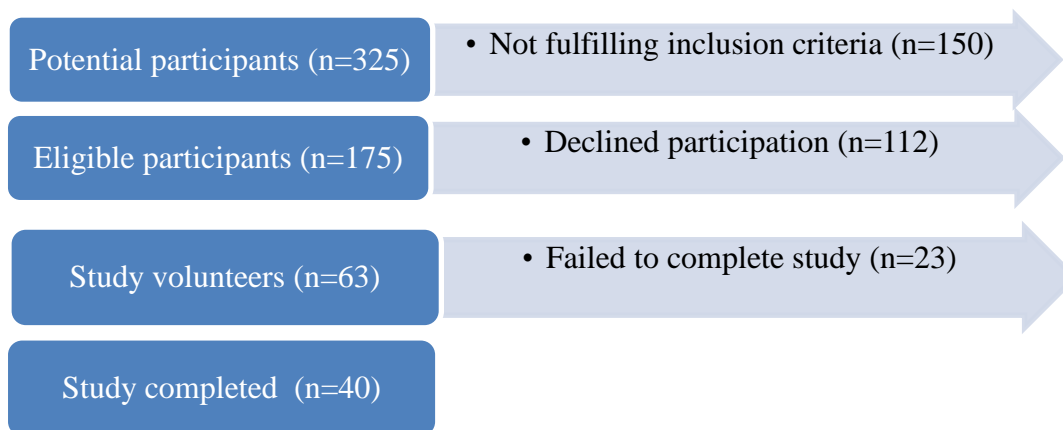 Potential participants (n=325)
• Not fulfilling inclusion criteria (n=150)
Eligible participants (n=175)
• Declined participation (n=112)
Study volunteers (n=63)
• Failed to complete study (n=23)
Study completed  (n=40)